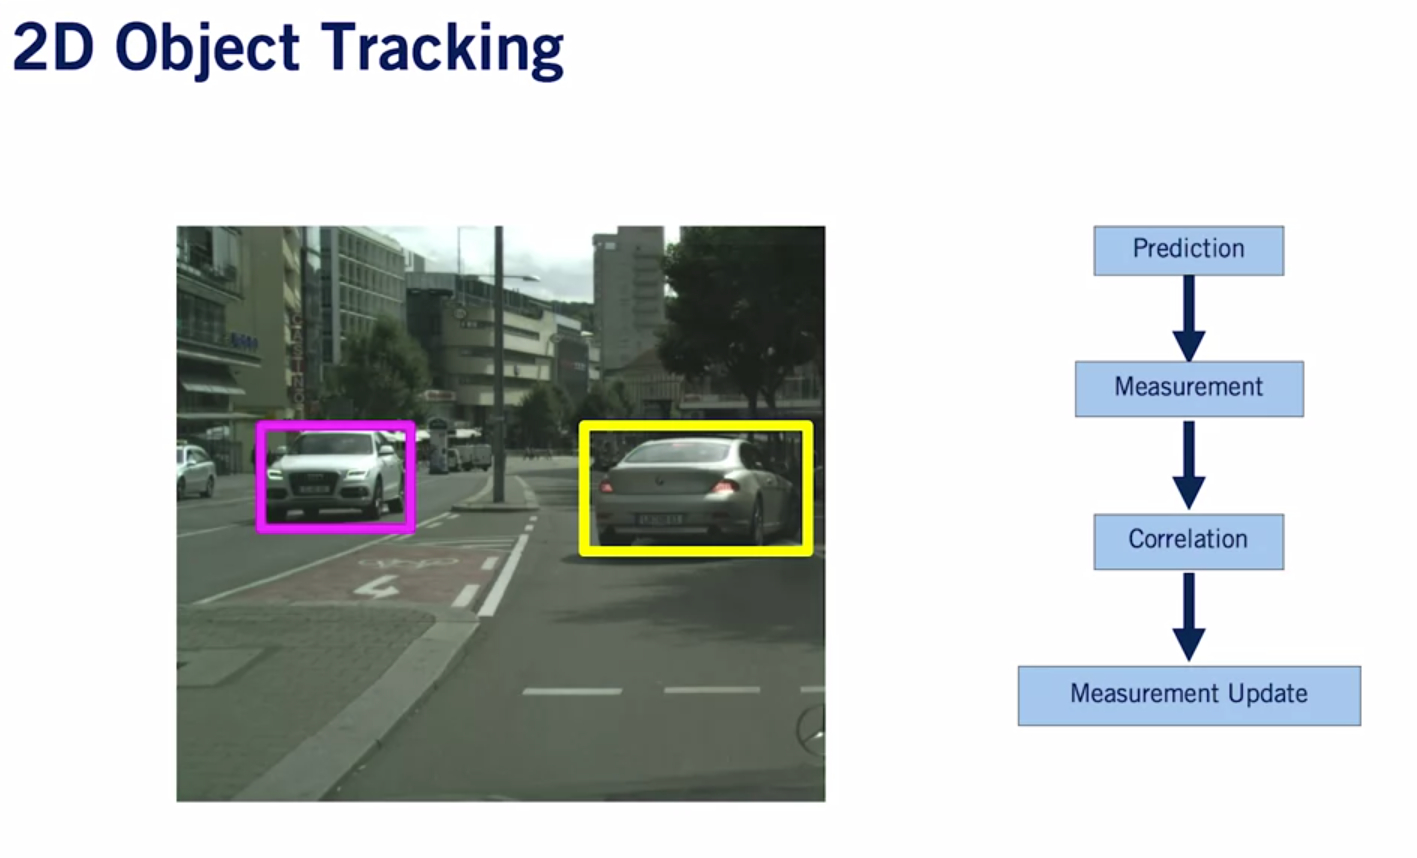 2D Object Tracking
Prediction
Measurement
Correlation
Measurement Update